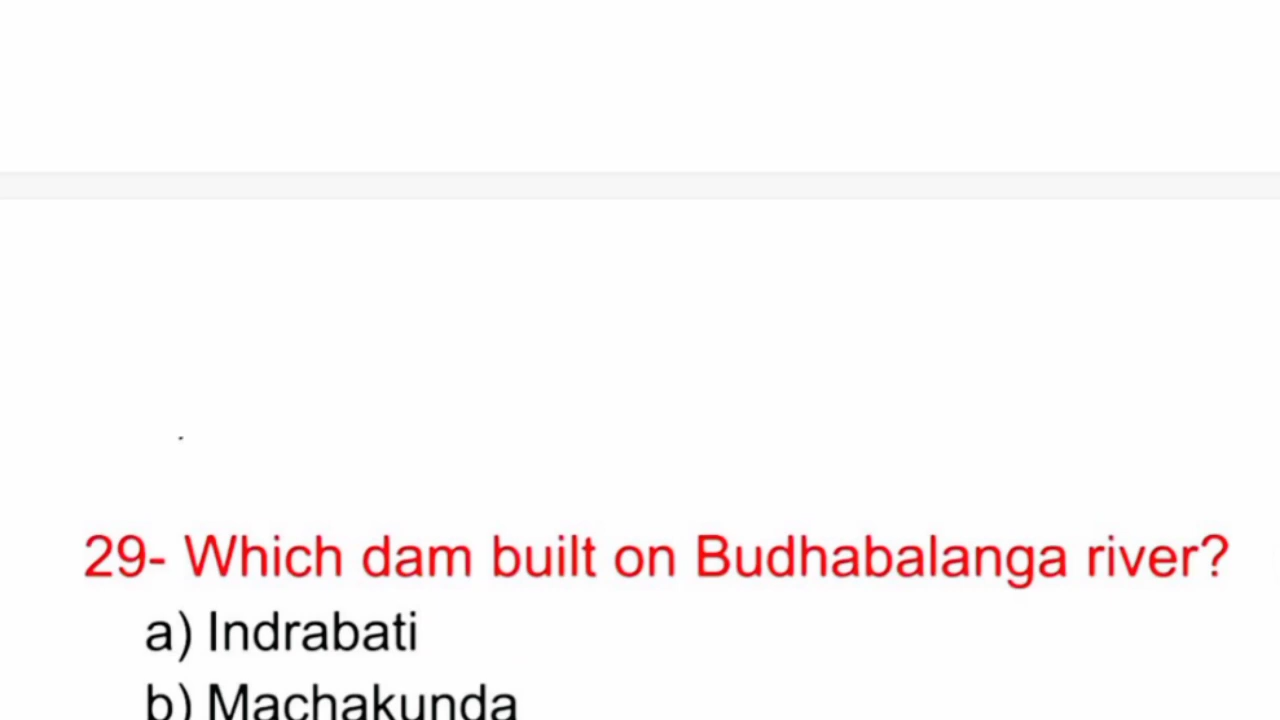 29- Which dam built on Budhabalanga river?
a) Indrabati
b) Machakunda